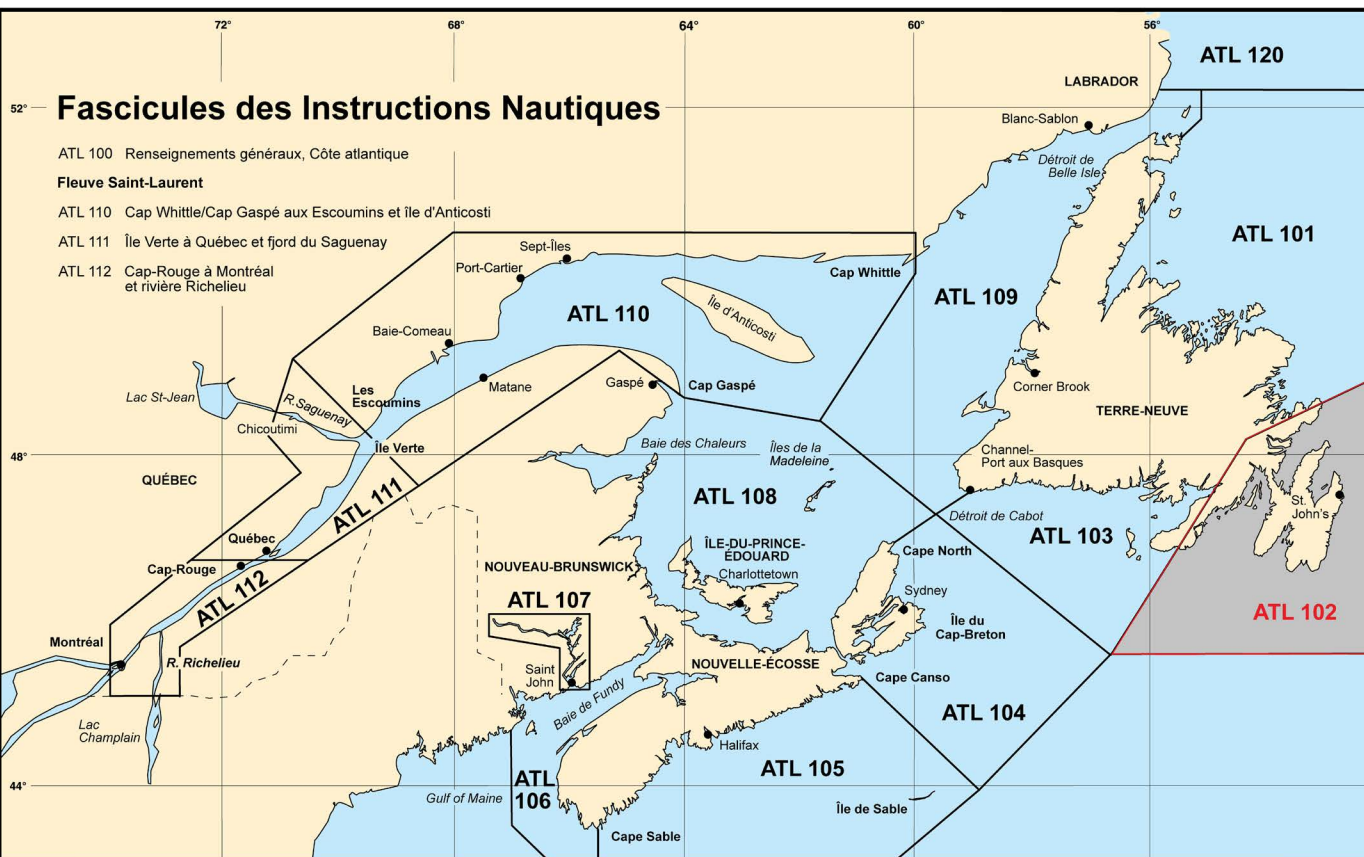 72°
68°
64°
60°
56°
ATL 120
LABRADOR
52°
Fascicules des Instructions Nautiques
Blanc-Sablon
ATL 100 Renseignements généraux, Côte atlantique
Détroit de
Belle Isle
Fleuve Saint-Laurent
ATL 110 Cap Whittle/Cap Gaspé aux Escoumins et île d'Anticosti
ATL 101
ATL 111 Île Verte à Québec et fjord du Saguenay
Sept-Îles
Port-Cartier
ATL 112 Cap-Rouge à Montréal
et rivière Richelieu
Cap Whittle
ATL 109
ATL 110
Île d'Anticosti
Baie-Comeau
Matane
Gaspé
Cap Gaspé
Corner Brook
Les
Escoumins
Lac St-Jean
R.Saguenay
Chicoutimi
TERRE-NEUVE
Île Verte
Baie des Chaleurs
Îles de la
Madeleine
48°
Channel-
Port aux Basques
QUÉBEC
ATL 111
ATL 108
St.
John's
Détroit de Cabot
ATL 103
Québec
ÎLE-DU-PRINCE-
ÉDOUARD
Cape North
Cap-Rouge
NOUVEAU-BRUNSWICK
Charlottetown
ATL 112
ATL 107
Sydney
ATL 102
Île du
Cap-Breton
Montréal
R. Richelieu
Saint
John
NOUVELLE-ÉCOSSE
Cape Canso
Baie de Fundy
ATL 104
Lac
Champlain
Halifax
ATL 105
44°
ATL
106
Gulf of Maine
Île de Sable
Cape Sable